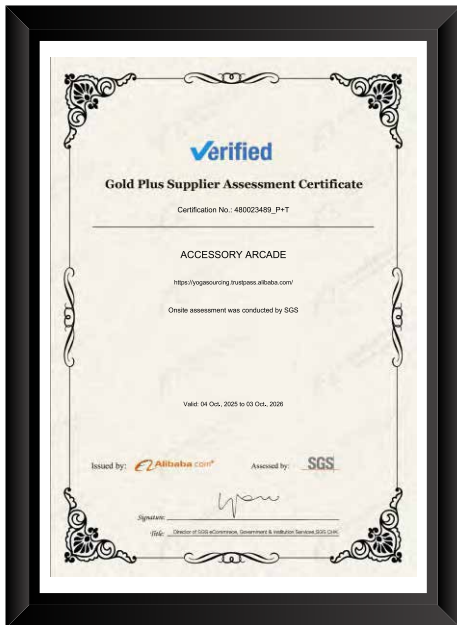 Verified
Gold Plus Supplier Assessment Certificate
Certification No.: 480023489_P+T
ACCESSORY ARCADE
https://yogasourcing.trustpass.alibaba.com/
Onsite assessment was conducted by SGS
Valid: 04 Oct., 2025 to 03 Oct., 2026
Issued by: Alibaba.com® Assessed by: SGS
Signature:
Title: Director of SGS eCommerce, Government & Institution Services,SGS CHN